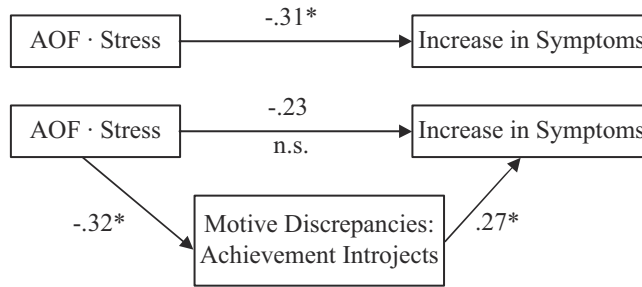 -.31*
AOF · Stress
Increase in Symptoms
-.23
AOF · Stress
Increase in Symptoms
n.s.
-.32*
Motive Discrepancies:
Achievement Introjects
.27*